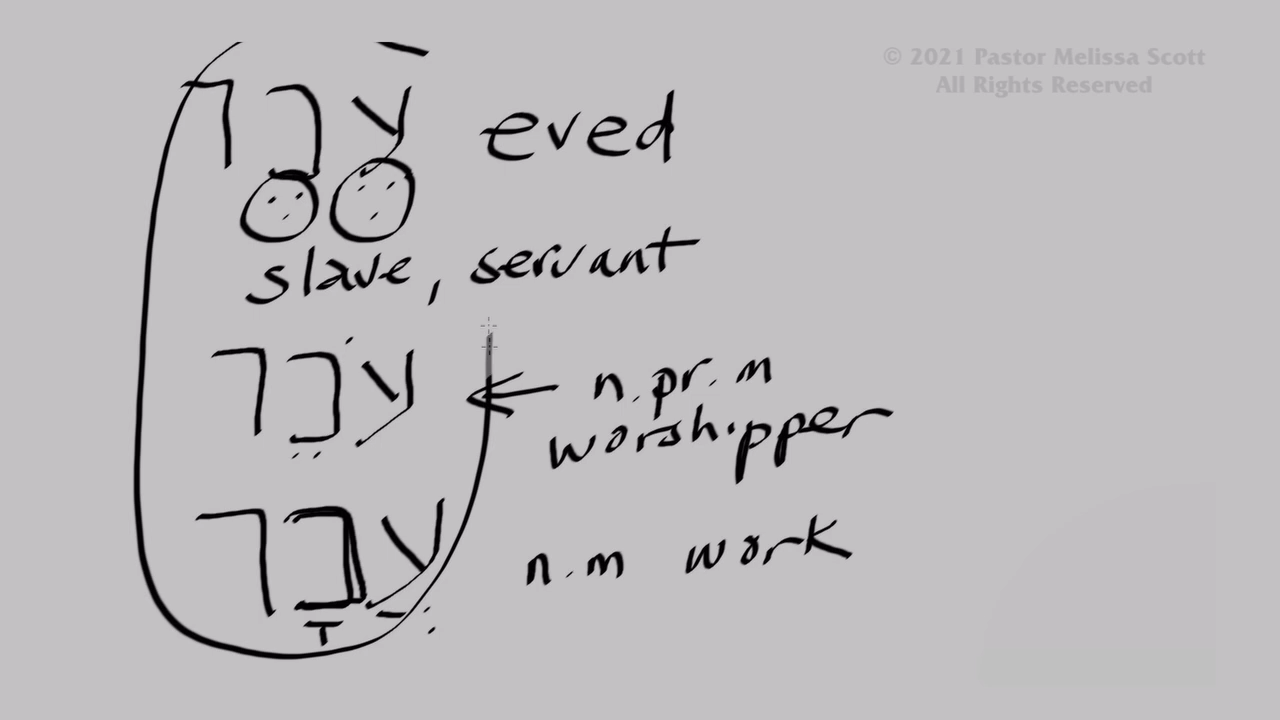 © 2021 Pastor Melissa Scott
All Rights Reserved
עֶבֶד eved
slave, servant
עֹבֵד n.pr.m
worshipper
עֲבָד n.m work